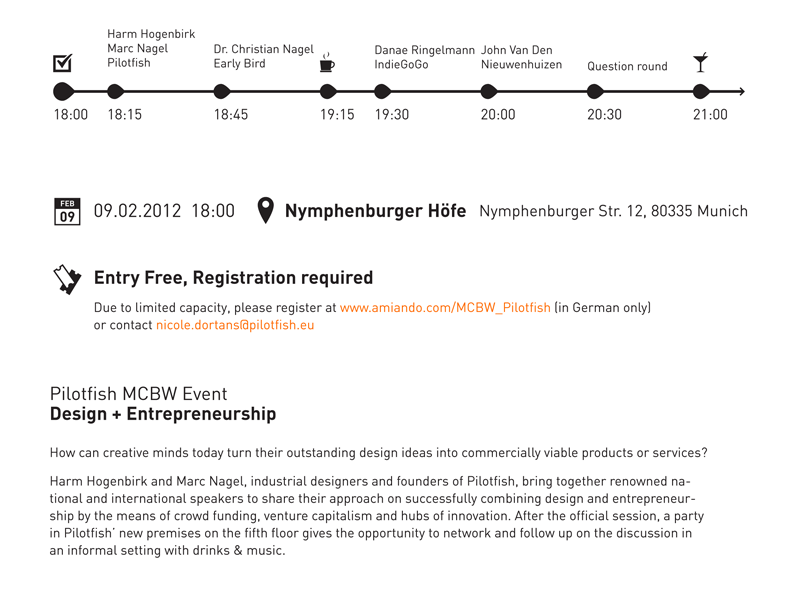 Harm Hogenbirk
Marc Nagel
Pilotfish
Dr. Christian Nagel
Early Bird
Danae Ringelmann
IndieGoGo
John Van Den
Nieuwenhuizen
Question round
18:00 18:15 18:45 19:15 19:30 20:00 20:30 21:00
FEB
09
09.02.2012 18:00
Nymphenburger Höfe Nymphenburger Str. 12, 80335 Munich
Entry Free, Registration required
Due to limited capacity, please register at www.amiando.com/MCBW_Pilotfish (in German only)
or contact nicole.dortans@pilotfish.eu
Pilotfish MCBW Event
Design + Entrepreneurship
How can creative minds today turn their outstanding design ideas into commercially viable products or services?
Harm Hogenbirk and Marc Nagel, industrial designers and founders of Pilotfish, bring together renowned na-
tional and international speakers to share their approach on successfully combining design and entrepreneur-
ship by the means of crowd funding, venture capitalism and hubs of innovation. After the official session, a party
in Pilotfish’ new premises on the fifth floor gives the opportunity to network and follow up on the discussion in
an informal setting with drinks & music.